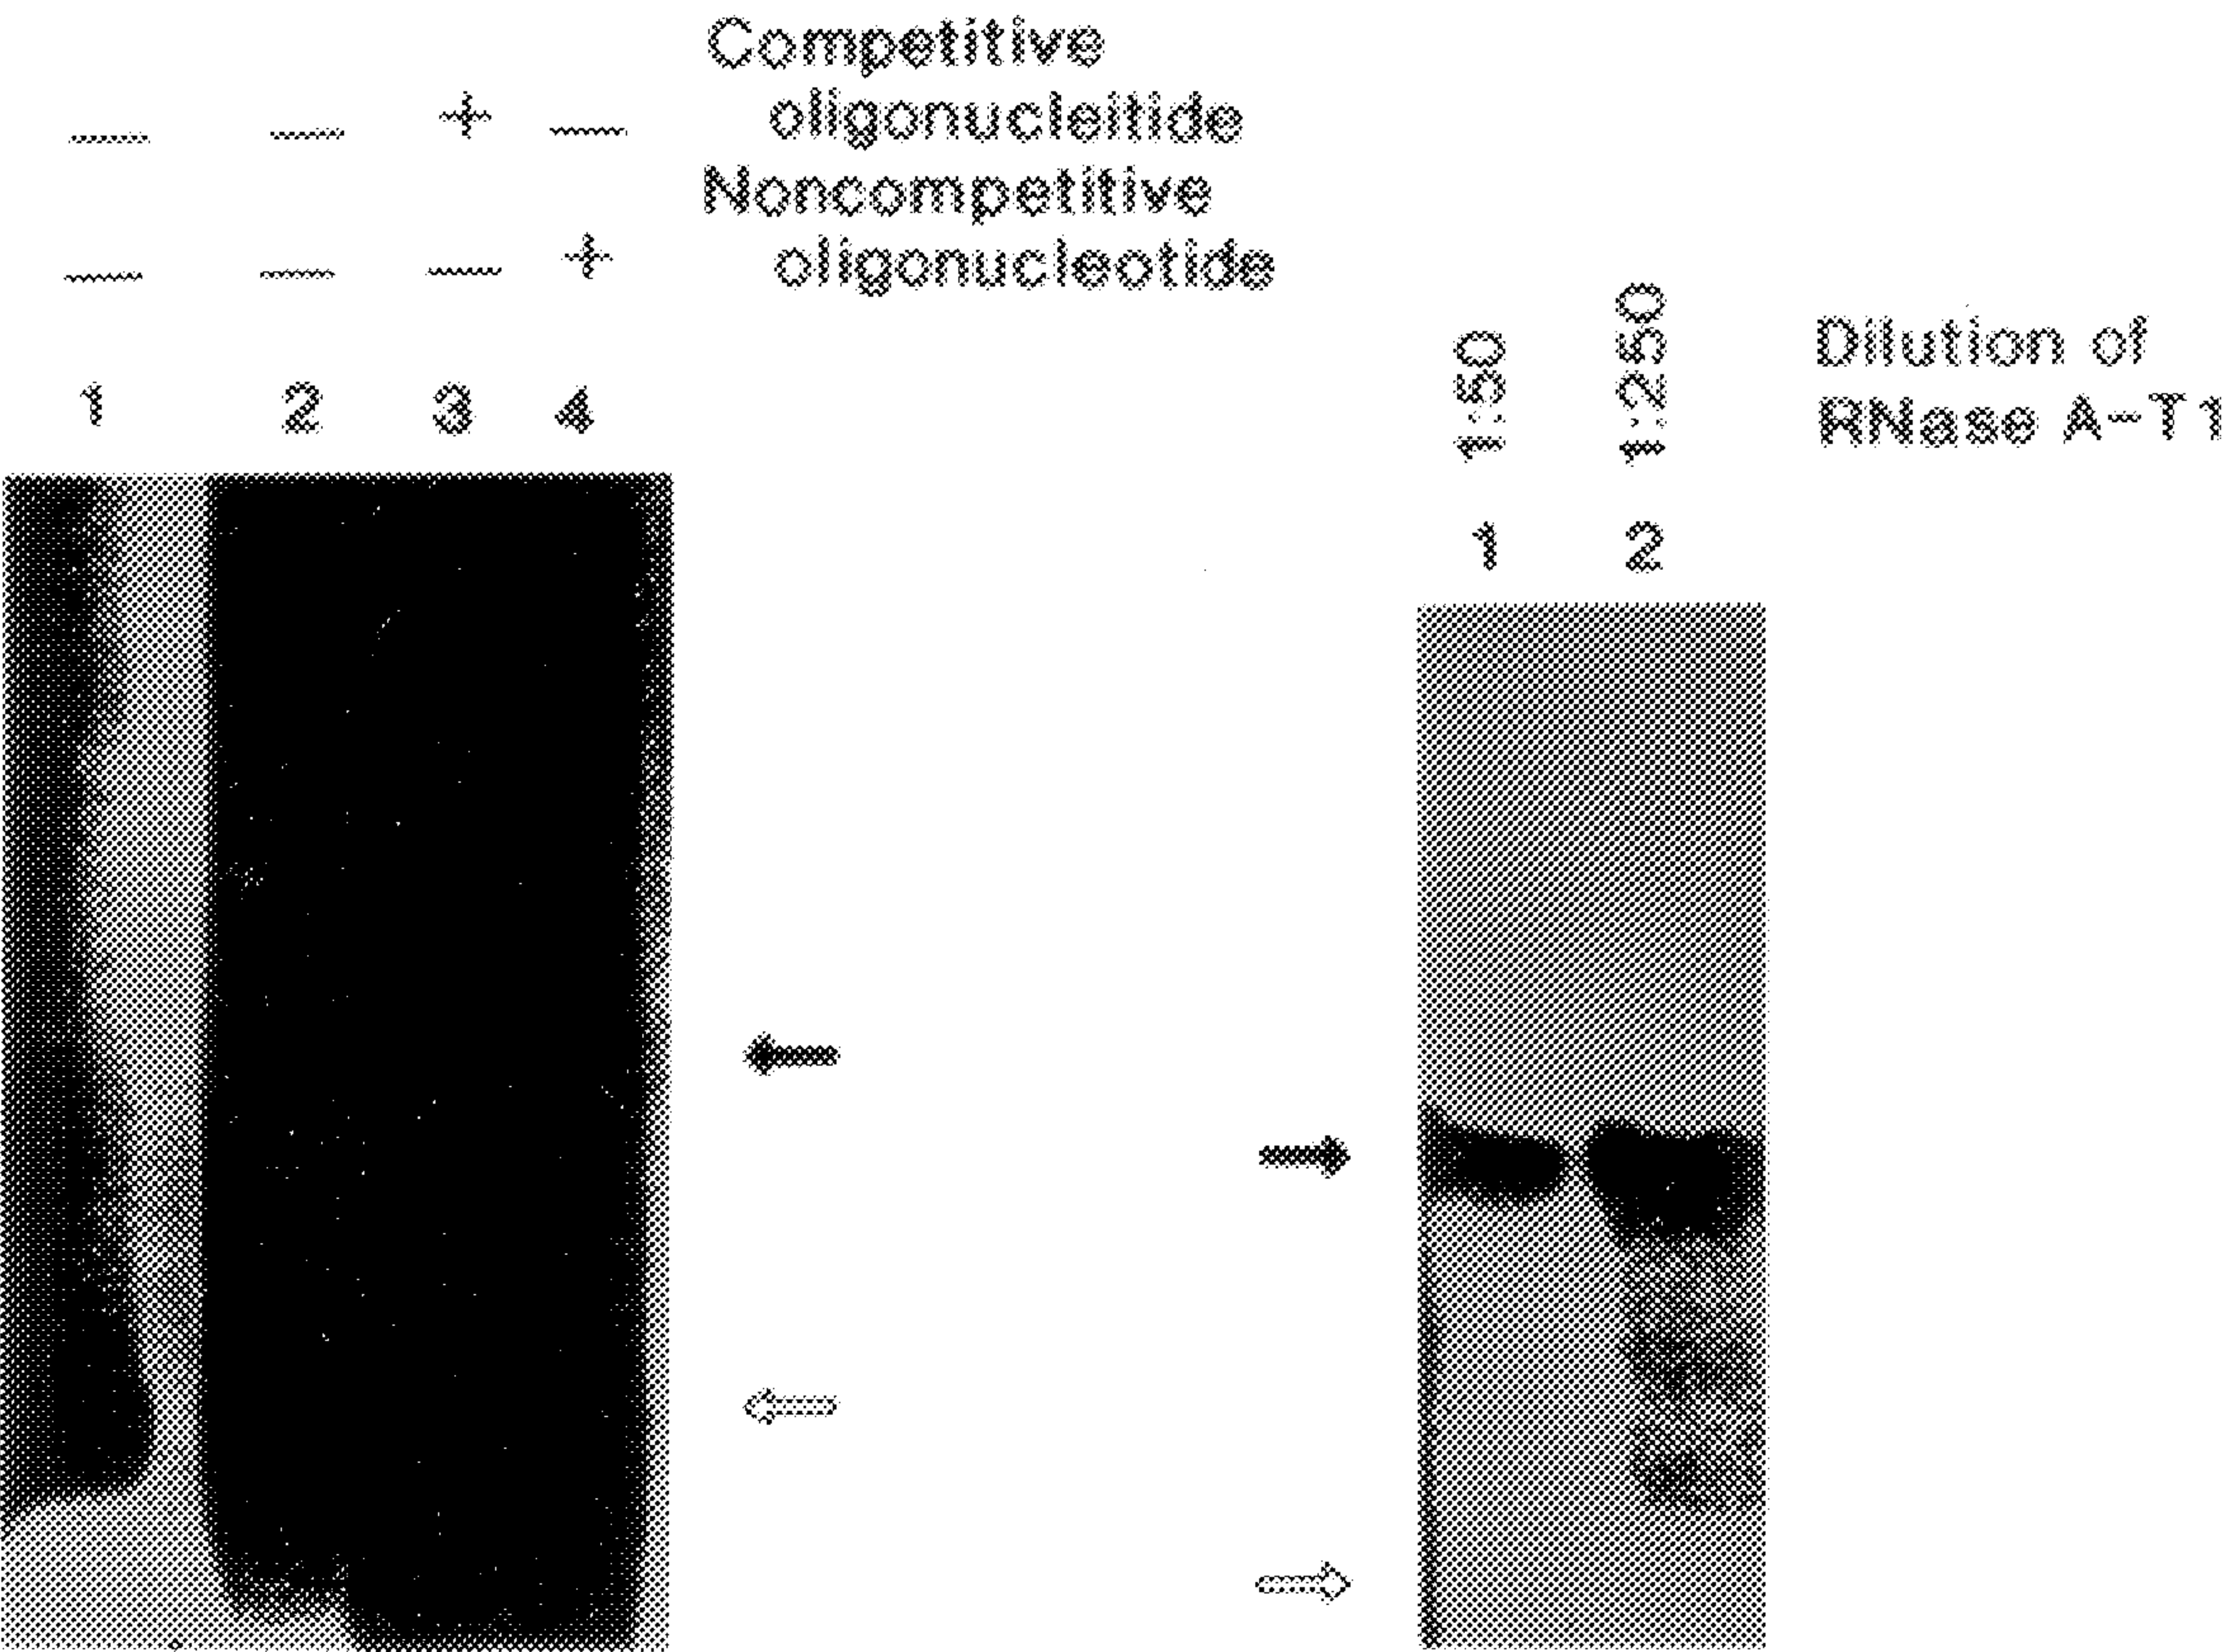 Competitive
— — + — oligonucleitide
Noncompetitive
— — — + oligonucleotide
1 2 3 4
1:50 1:250
Dilution of
RNase A-T1
1 2